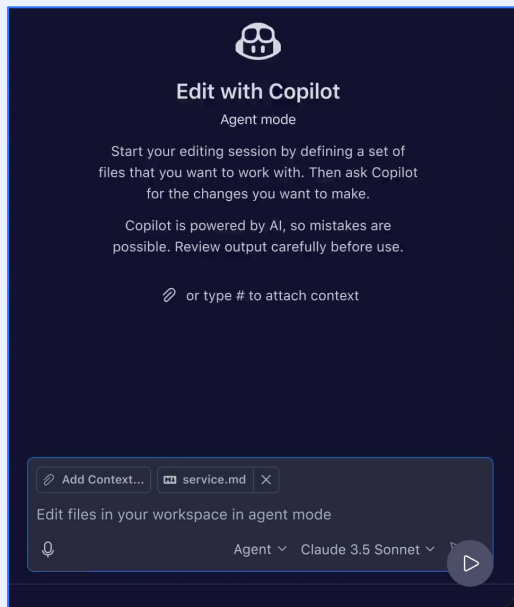 Edit with Copilot
Agent mode
Start your editing session by defining a set of
files that you want to work with. Then ask Copilot
for the changes you want to make.
Copilot is powered by AI, so mistakes are
possible. Review output carefully before use.
or type # to attach context
Add Context... service.md
Edit files in your workspace in agent mode
Agent Claude 3.5 Sonnet